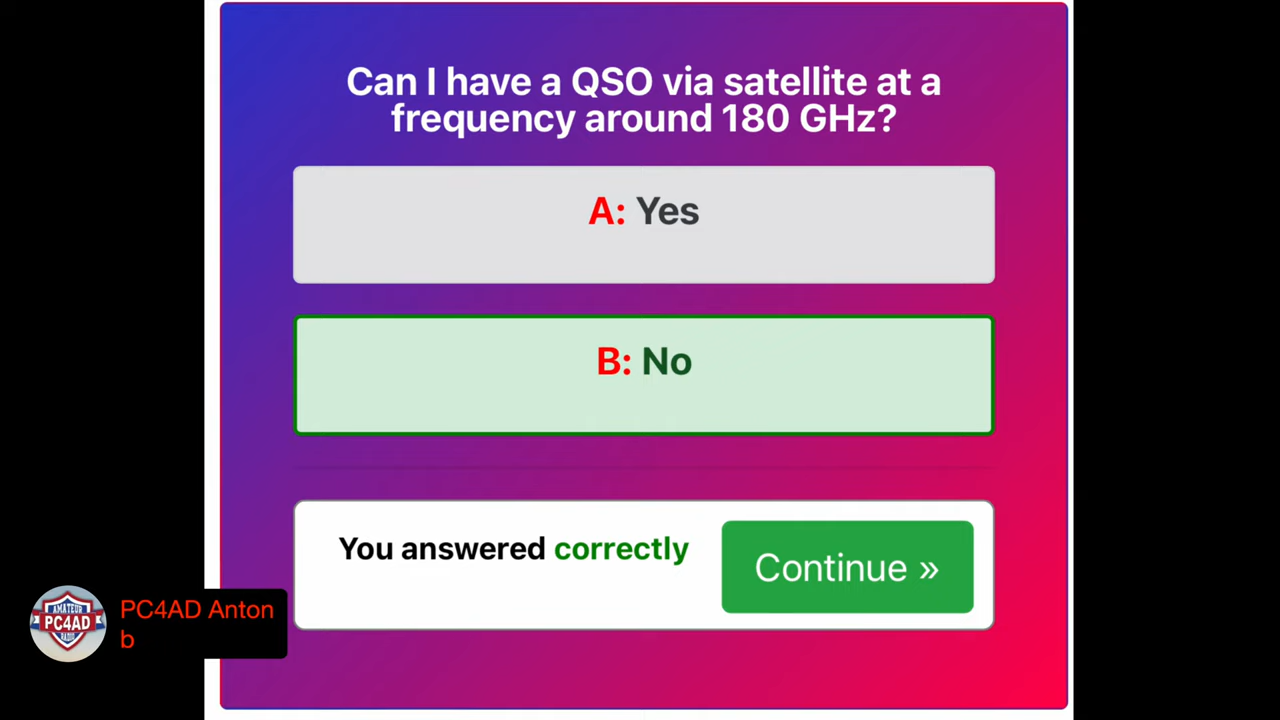 Can I have a QSO via satellite at a
frequency around 180 GHz?
A: Yes
B: No
You answered correctly
Continue »
AMATEUR
PC4AD
RADIO
PC4AD Anton
b